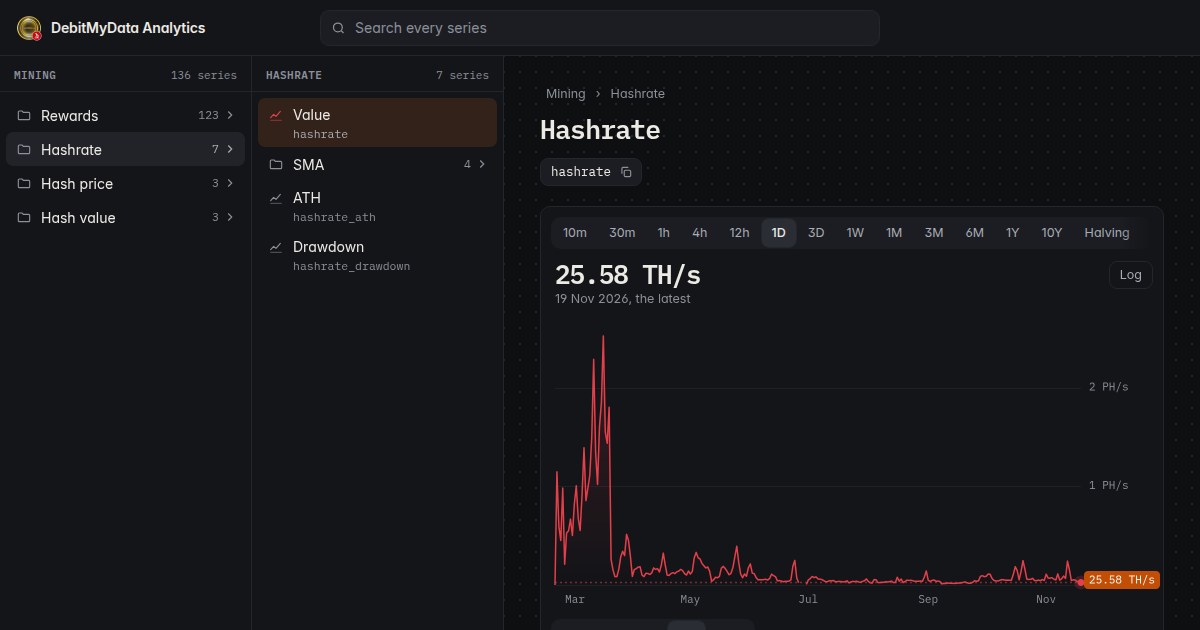 DebitMyData Analytics
Search every series
MINING 136 series
Rewards 123
Hashrate 7
Hash price 3
Hash value 3
HASHRATE 7 series
Value
hashrate
SMA 4
ATH
hashrate_ath
Drawdown
hashrate_drawdown
Mining › Hashrate
Hashrate
hashrate
10m 30m 1h 4h 12h 1D 3D 1W 1M 3M 6M 1Y 10Y Halving
25.58 TH/s
19 Nov 2026, the latest
Log
2 PH/s
1 PH/s
25.58 TH/s
Mar May Jul Sep Nov